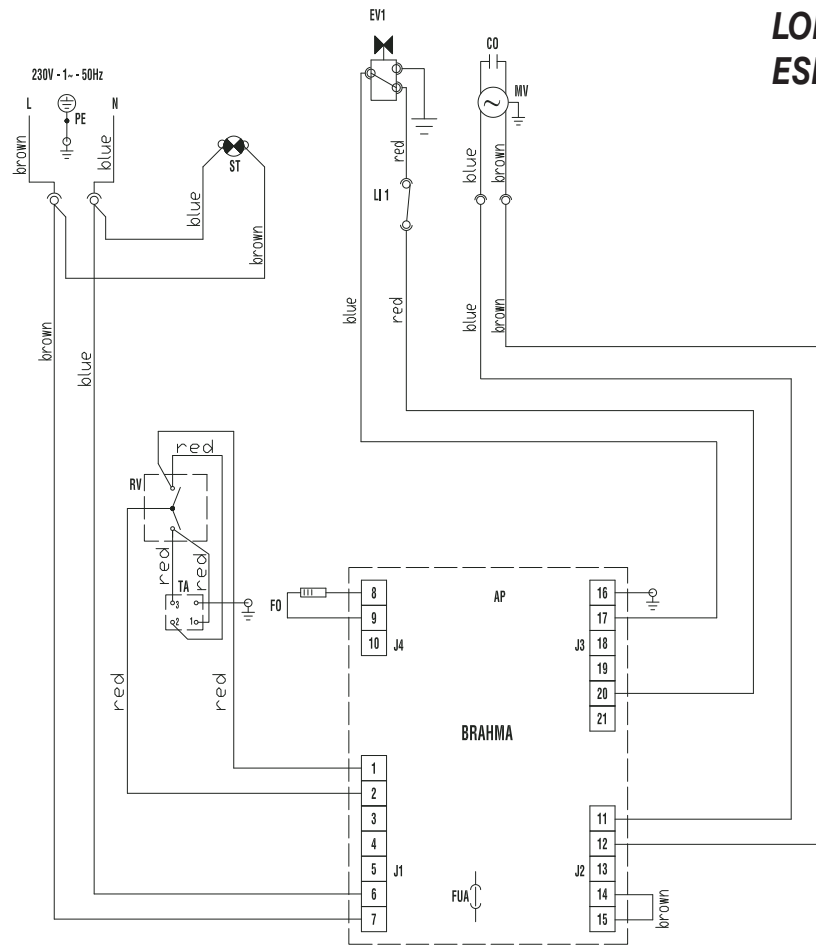 EV1
CO
LO
ESI
230V - 1~ - 50Hz
MV
L
N
PE
brown
blue
ST
red
blue
brown
LI 1
blue
brown
blue
red
blue
brown
brown
blue
red
RV
red
red
TA
3
2
1
FO
8
9
10
J4
AP
16
17
18
19
20
21
J3
red
red
BRAHMA
1
2
3
4
5
6
7
J1
11
12
13
14
15
J2
FUA
brown